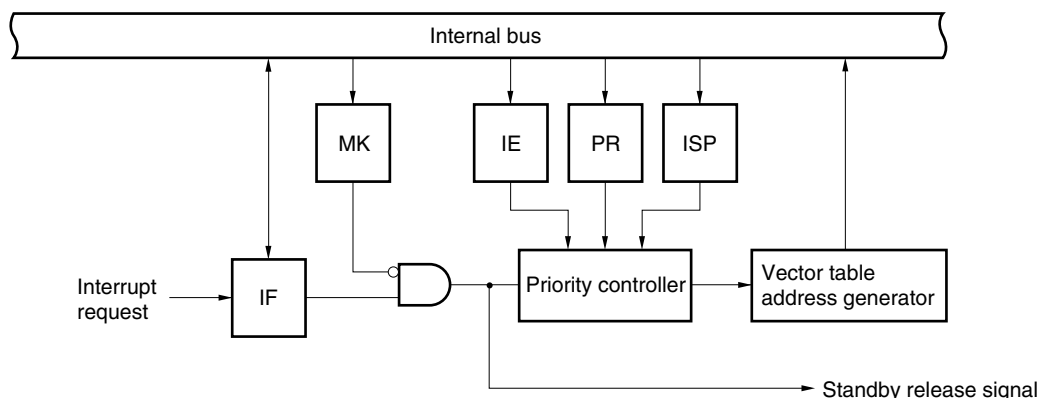 Internal bus
MK
IE
PR
ISP
Interrupt
request
IF
Priority controller
Vector table
address generator
Standby release signal